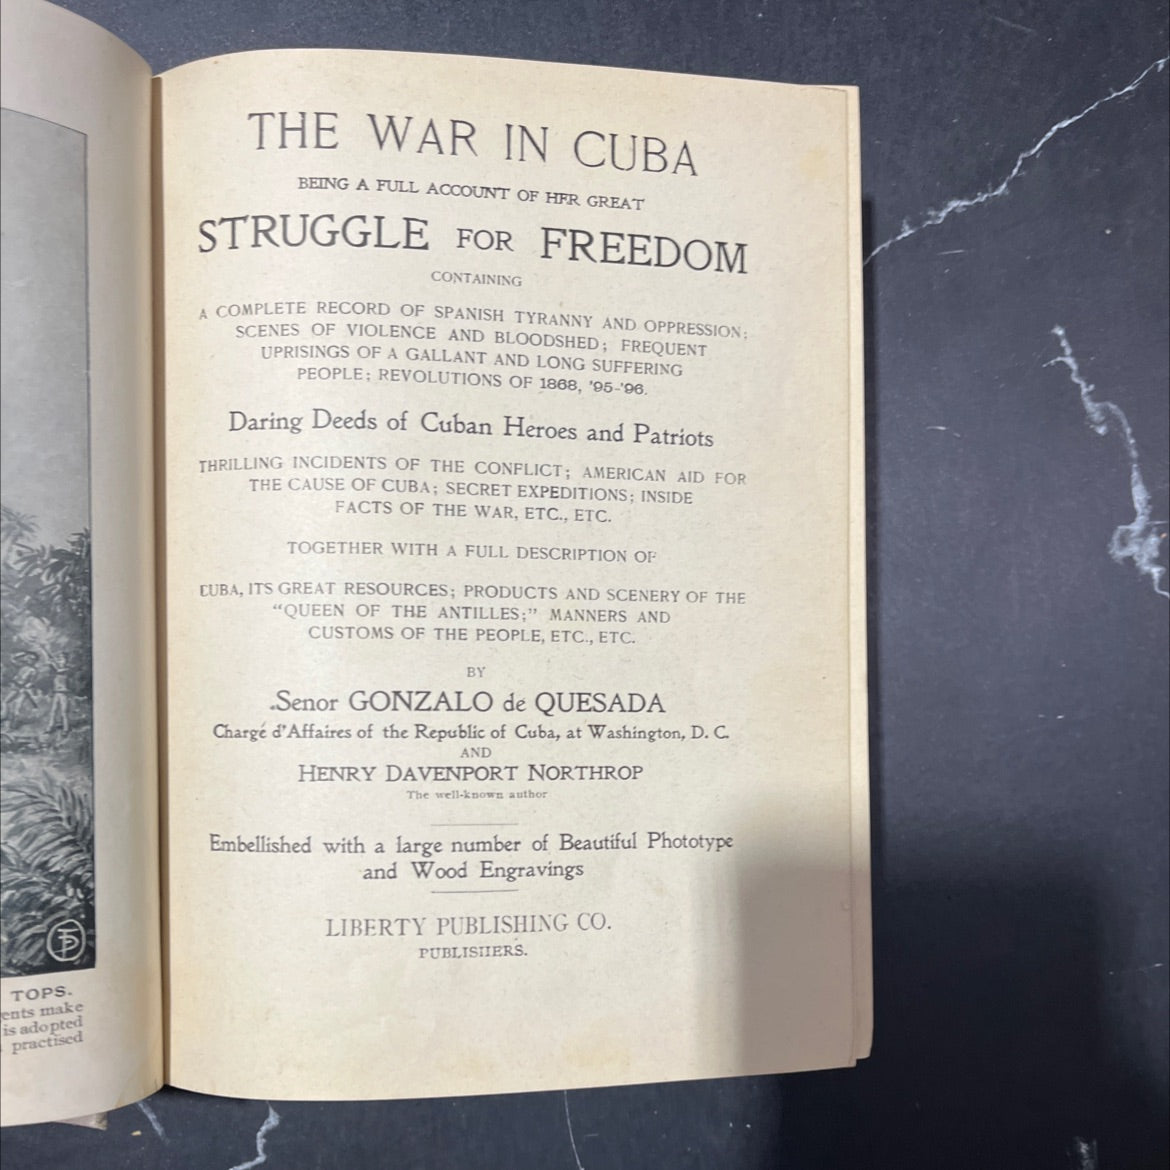 THE WAR IN CUBA
BEING A FULL ACCOUNT OF HER GREAT
STRUGGLE FOR FREEDOM
CONTAINING
A COMPLETE RECORD OF SPANISH TYRANNY AND OPPRESSION;
SCENES OF VIOLENCE AND BLOODSHED; FREQUENT
UPRISINGS OF A GALLANT AND LONG SUFFERING
PEOPLE; REVOLUTIONS OF 1868, '95-'96.
Daring Deeds of Cuban Heroes and Patriots
THRILLING INCIDENTS OF THE CONFLICT; AMERICAN AID FOR
THE CAUSE OF CUBA; SECRET EXPEDITIONS; INSIDE
FACTS OF THE WAR, ETC., ETC.
TOGETHER WITH A FULL DESCRIPTION OF
CUBA, ITS GREAT RESOURCES; PRODUCTS AND SCENERY OF THE
"QUEEN OF THE ANTILLES;" MANNERS AND
CUSTOMS OF THE PEOPLE, ETC., ETC.
BY
Senor GONZALO de QUESADA
Chargé d'Affaires of the Republic of Cuba, at Washington, D. C.
AND
HENRY DAVENPORT NORTHROP
The well-known author
Embellished with a large number of Beautiful Phototype
and Wood Engravings
LIBERTY PUBLISHING CO.
PUBLISHERS.
TOPS.
ents make
is adopted
practised